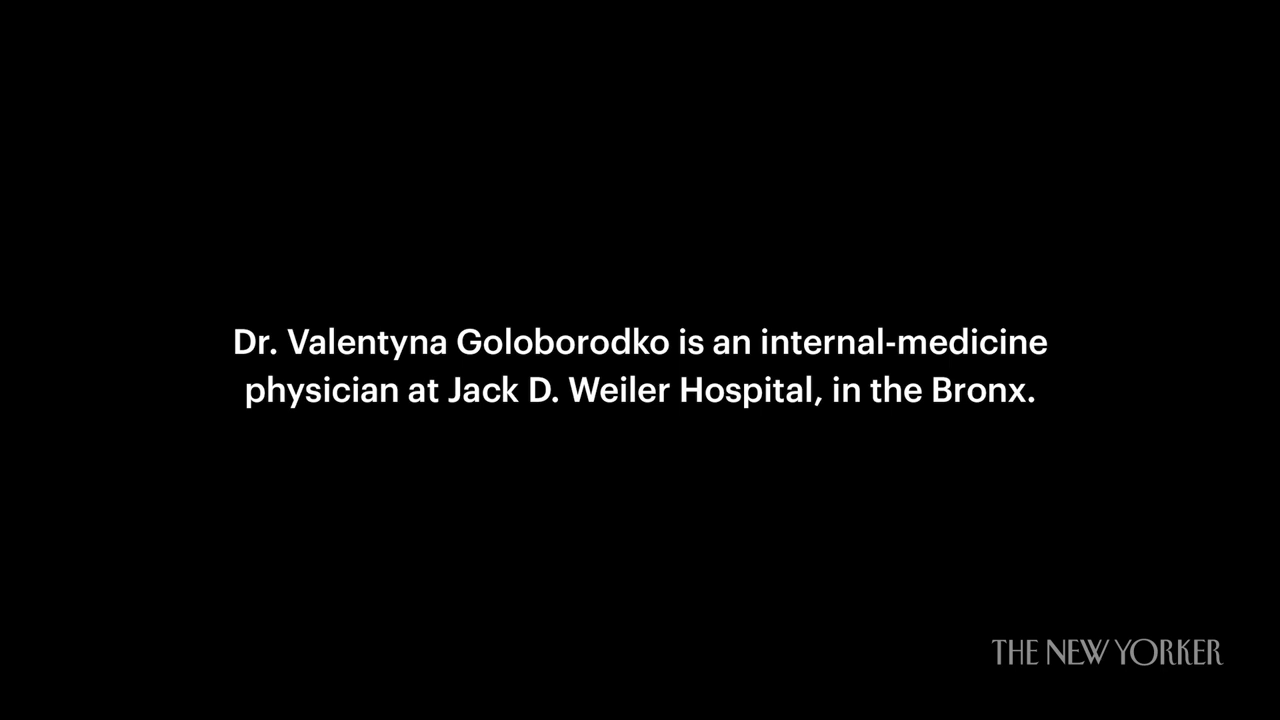 Dr. Valentyna Goloborodko is an internal-medicine
physician at Jack D. Weiler Hospital, in the Bronx.
THE NEW YORKER